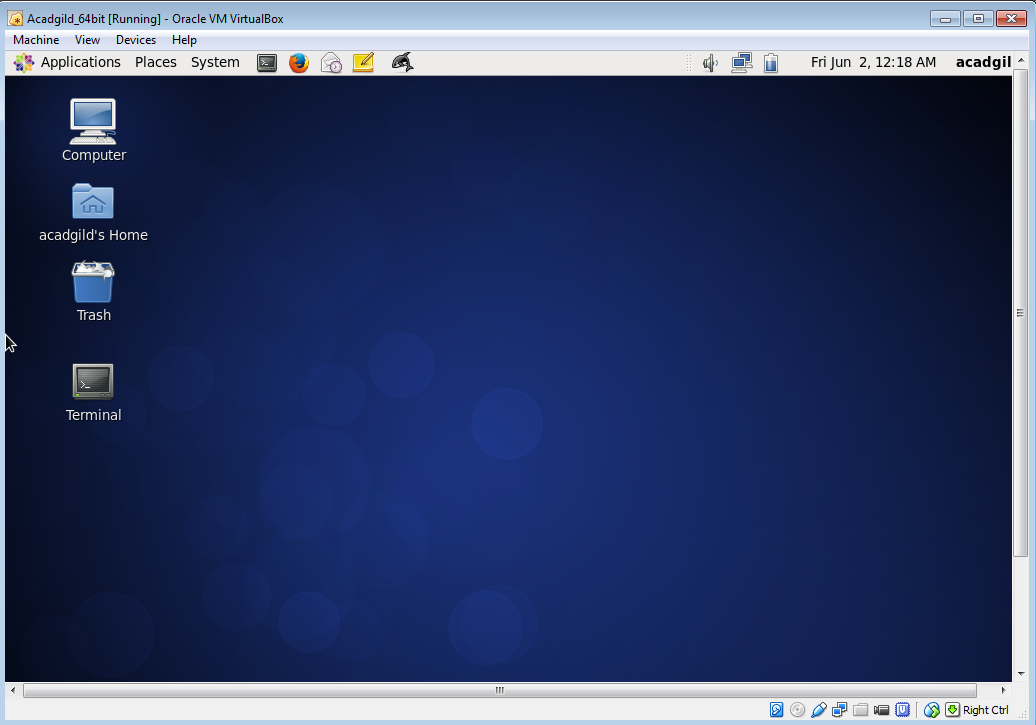 Acadgild_64bit [Running] - Oracle VM VirtualBox
Machine View Devices Help
Applications Places System Fri Jun 2, 12:18 AM acadgil
Computer
acadgild's Home
Trash
Terminal
Right Ctrl